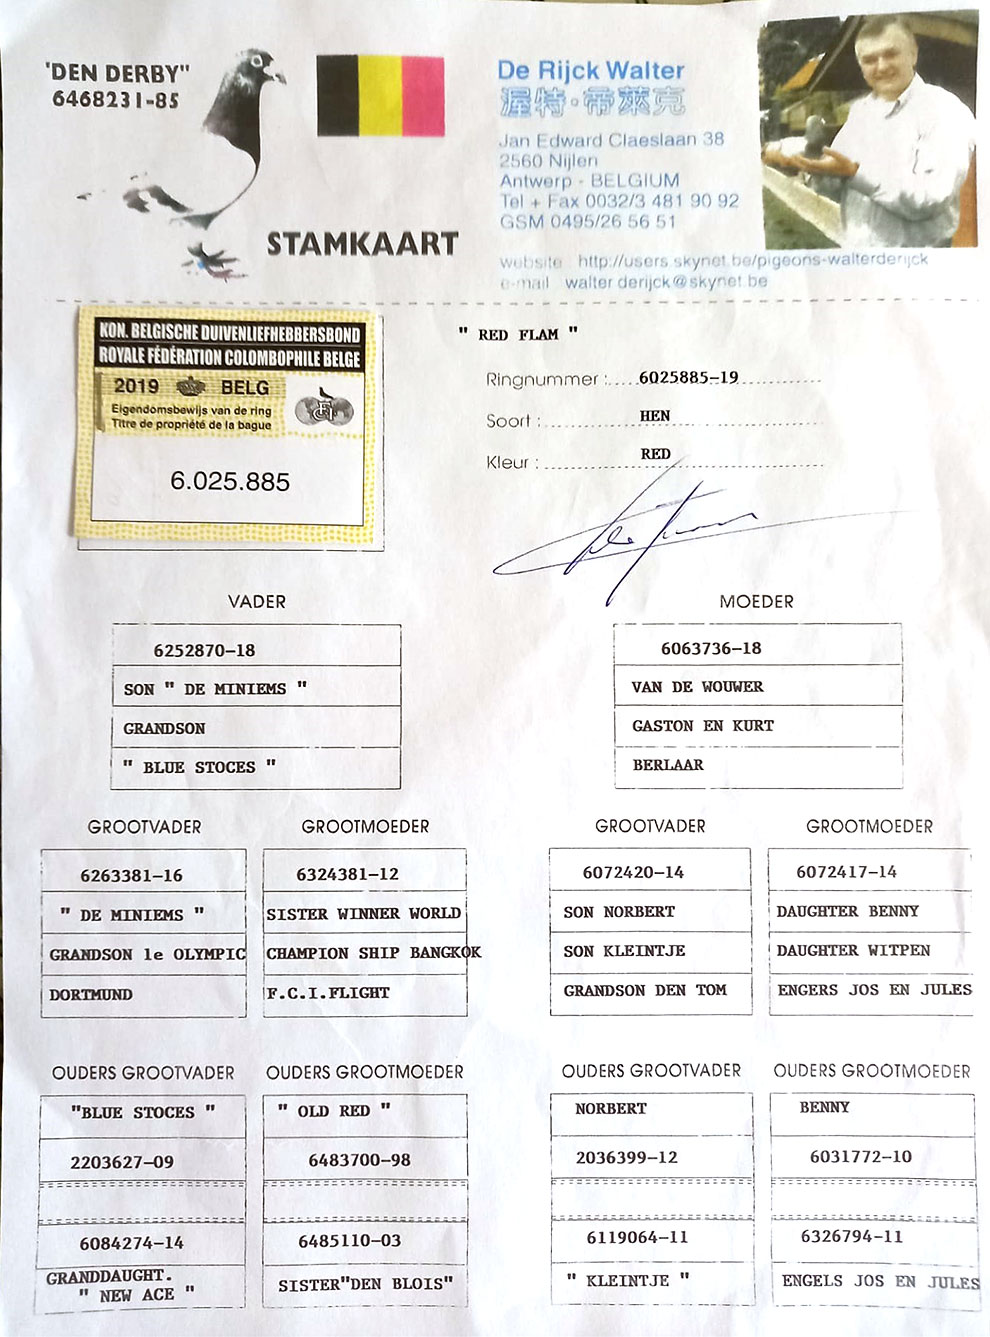 'DEN DERBY"
6468231-85
STAMKAART
De Rijck Walter
渥特·帝萊克
Jan Edward Claeslaan 38
2560 Nijlen
Antwerp - BELGIUM
Tel + Fax 0032/3 481 90 92
GSM 0495/26 56 51
website http://users.skynet.be/pigeons-walterderijck
e-mail walter.derijck@skynet.be
KON. BELGISCHE DUIVENLIEFHEBBERSBOND
ROYALE FÉDÉRATION COLOMBOPHILE BELGE
2019 BELG
Eigendomsbewijs van de ring
Titre de propriété de la bague
FCI
6.025.885
" RED FLAM "
Ringnummer : 6025885-19
Soort : HEN
Kleur : RED
VADER
6252870-18
SON " DE MINIEMS "
GRANDSON
" BLUE STOCES "
MOEDER
6063736-18
VAN DE WOUWER
GASTON EN KURT
BERLAAR
GROOTVADER
6263381-16
" DE MINIEMS "
GRANDSON 1e OLYMPIC
DORTMUND
GROOTMOEDER
6324381-12
SISTER WINNER WORLD
CHAMPION SHIP BANGKOK
F.C.I.FLIGHT
GROOTVADER
6072420-14
SON NORBERT
SON KLEINTJE
GRANDSON DEN TOM
GROOTMOEDER
6072417-14
DAUGHTER BENNY
DAUGHTER WITPEN
ENGERS JOS EN JULES
OUDERS GROOTVADER
"BLUE STOCES "
2203627-09
6084274-14
GRANDDAUGHT.
" NEW ACE "
OUDERS GROOTMOEDER
" OLD RED "
6483700-98
6485110-03
SISTER"DEN BLOIS"
OUDERS GROOTVADER
NORBERT
2036399-12
6119064-11
" KLEINTJE "
OUDERS GROOTMOEDER
BENNY
6031772-10
6326794-11
ENGELS JOS EN JULES